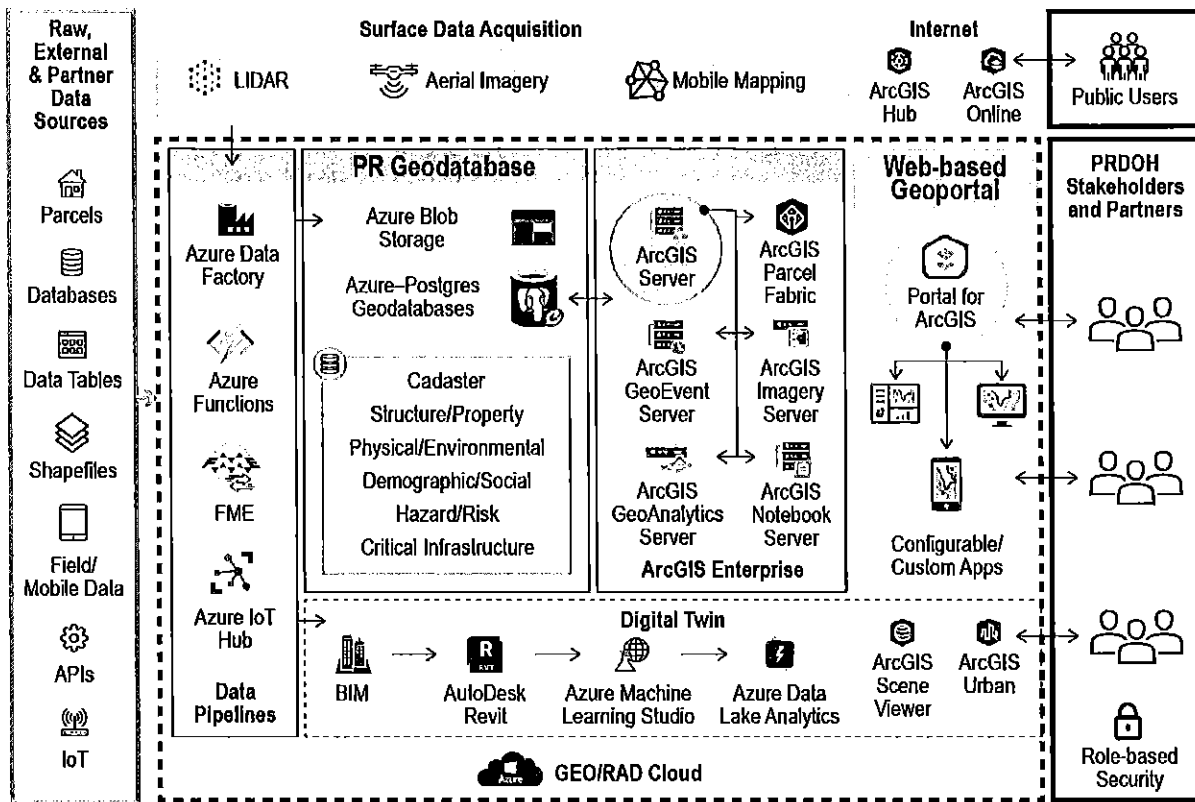 Raw,
External
& Partner
Data
Sources
Parcels
Databases
Data Tables
Shapefiles
Field/
Mobile Data
APIs
IoT
Surface Data Acquisition
LIDAR
Aerial Imagery
Mobile Mapping
Internet
ArcGIS
Hub
ArcGIS
Online
Public Users
Azure Data
Factory
Azure
Functions
FME
Azure IoT
Hub
Data
Pipelines
PR Geodatabase
Azure Blob
Storage
Azure–Postgres
Geodatabases
Cadaster
Structure/Property
Physical/Environmental
Demographic/Social
Hazard/Risk
Critical Infrastructure
ArcGIS
Server
ArcGIS
Parcel
Fabric
ArcGIS
GeoEvent
Server
ArcGIS
Imagery
Server
ArcGIS
GeoAnalytics
Server
ArcGIS
Notebook
Server
ArcGIS Enterprise
Web-based
Geoportal
Portal for
ArcGIS
Configurable/
Custom Apps
PRDOH
Stakeholders
and Partners
Role-based
Security
Digital Twin
BIM
R
RVT
AutoDesk
Revit
Azure Machine
Learning Studio
Azure Data
Lake Analytics
ArcGIS
Scene
Viewer
ArcGIS
Urban
Azure
GEO/RAD Cloud